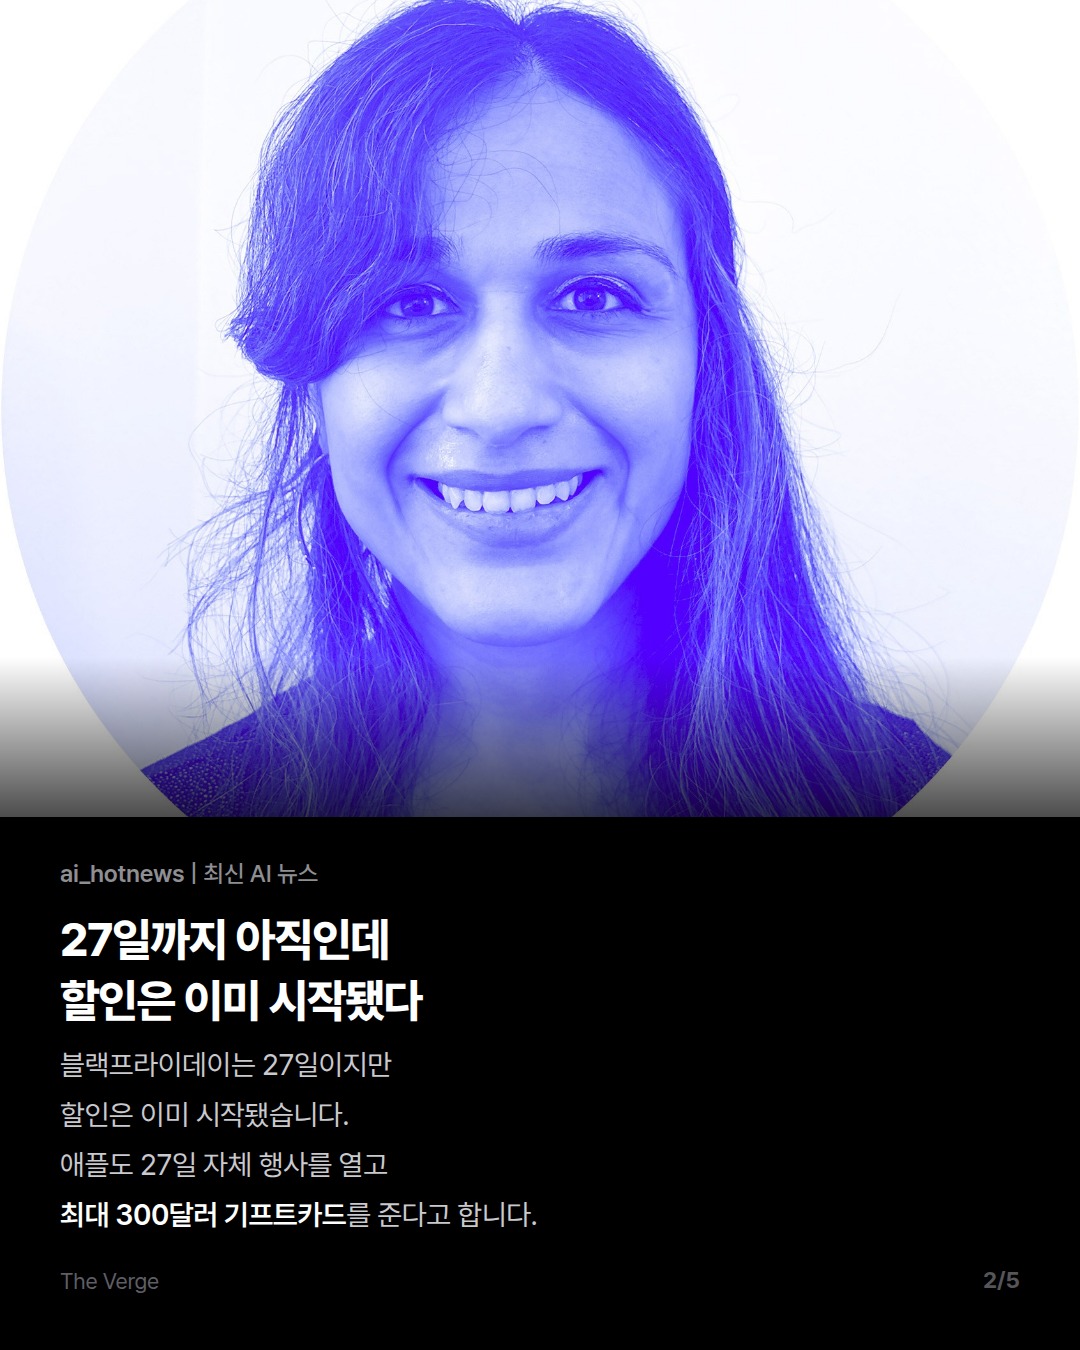 ai_hotnews | 최신 AI 뉴스
27일까지 아직인데
할인은 이미 시작됐다
블랙프라이데이는 27일이지만
할인은 이미 시작됐습니다.
애플도 27일 자체 행사를 열고
최대 300달러 기프트카드를 준다고 합니다.
The Verge
2/5